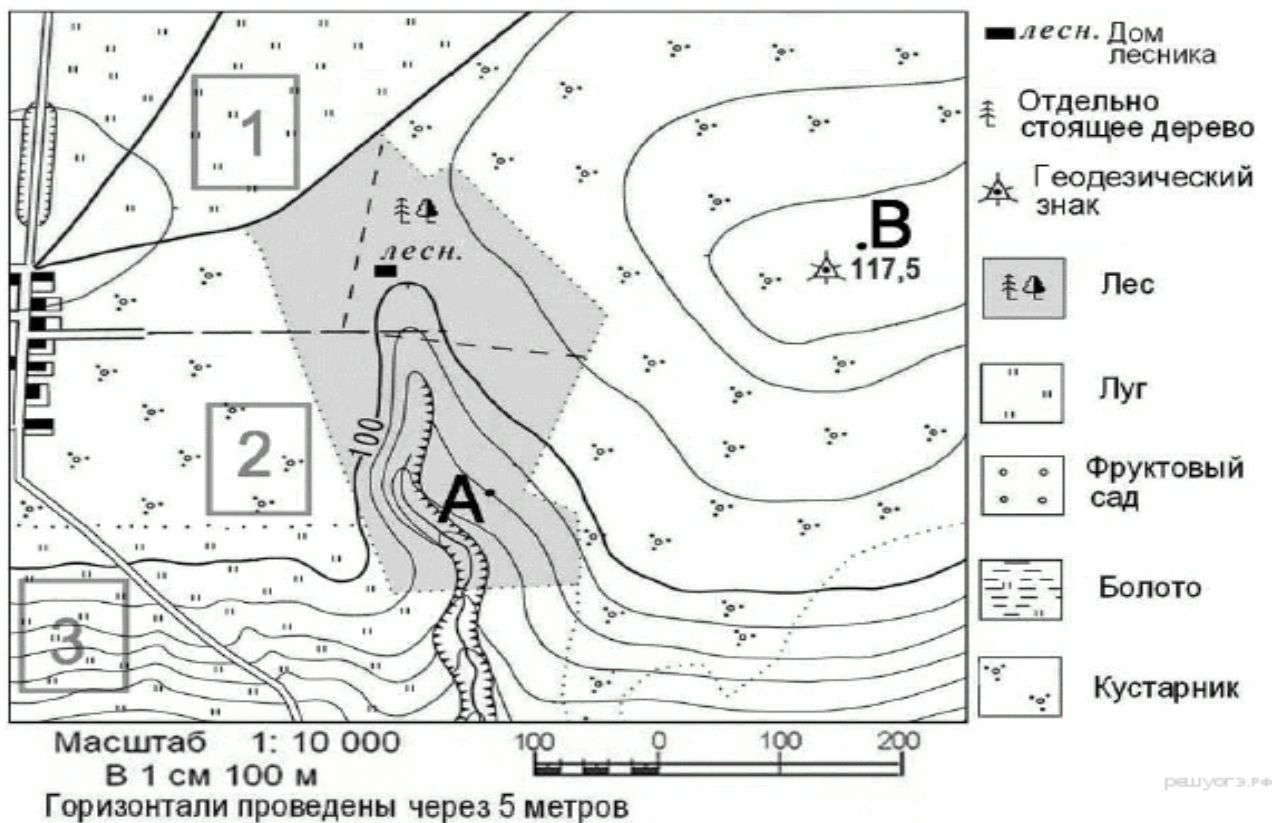 лесн. Дом
лесника
Отдельно
стоящее дерево
Геодезический
знак
1
В
лесн.
117,5
Лес
Луг
100
2
А
Фруктовый
сад
Болото
3
Кустарник
Масштаб 1: 10 000
В 1 см 100 м
Горизонтали проведены через 5 метров
100 0 100 200
решуогэ.рф